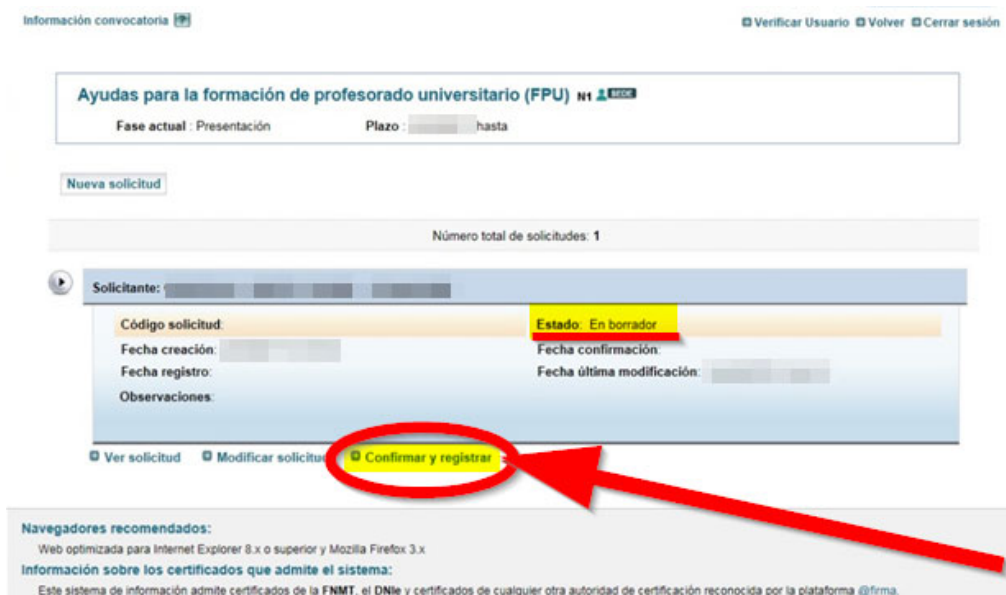 Información convocatoria
Verificar Usuario Volver Cerrar sesión
Ayudas para la formación de profesorado universitario (FPU) N1 SEDE
Fase actual : Presentación Plazo : hasta
Nueva solicitud
Número total de solicitudes: 1
Solicitante:
Código solicitud: Estado: En borrador
Fecha creación: Fecha confirmación:
Fecha registro: Fecha última modificación:
Observaciones:
Ver solicitud Modificar solicitud Confirmar y registrar
Navegadores recomendados:
Web optimizada para Internet Explorer 8.x o superior y Mozilla Firefox 3.x
Información sobre los certificados que admite el sistema:
Este sistema de información admite certificados de la FNMT, el DNIe y certificados de cualquier otra autoridad de certificación reconocida por la plataforma @firma.